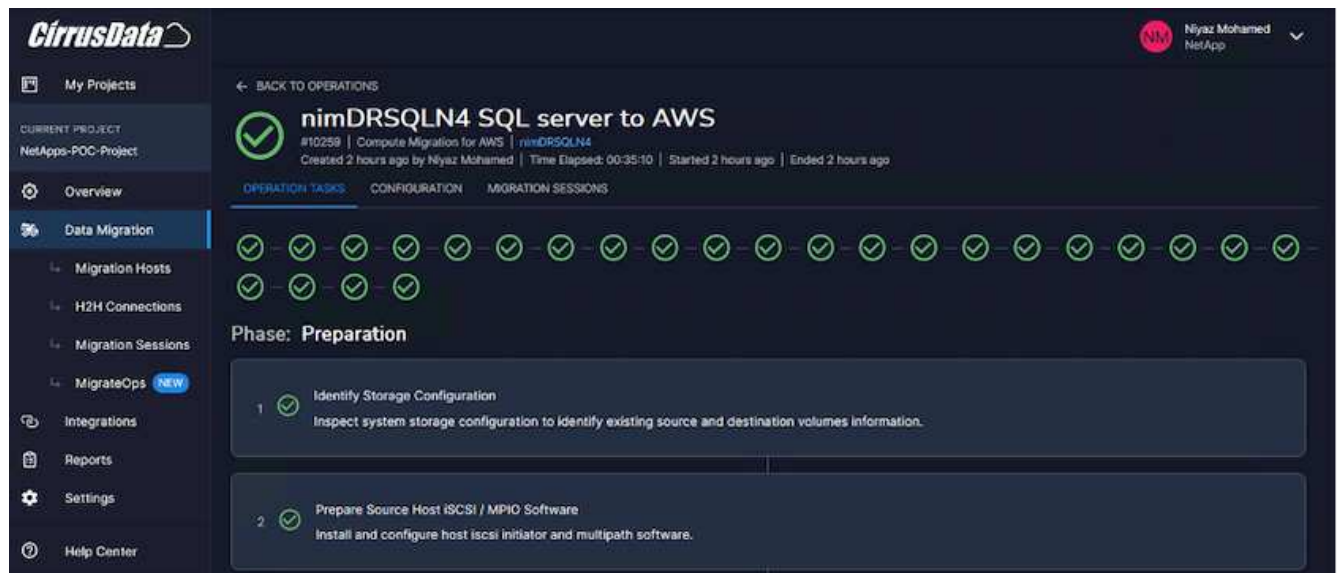 CirrusData
NM
Niyaz Mohamed
NetApp
My Projects
CURRENT PROJECT
NetApps-POC-Project
Overview
Data Migration
Migration Hosts
H2H Connections
Migration Sessions
MigrateOps NEW
Integrations
Reports
Settings
Help Center
← BACK TO OPERATIONS
nimDRSQLN4 SQL server to AWS
#10259 | Compute Migration for AWS | nimDRSQLN4
Created 2 hours ago by Niyaz Mohamed | Time Elapsed: 00:35:10 | Started 2 hours ago | Ended 2 hours ago
OPERATION TASKS CONFIGURATION MIGRATION SESSIONS
Phase: Preparation
1 Identify Storage Configuration
Inspect system storage configuration to identify existing source and destination volumes information.
2 Prepare Source Host iSCSI / MPIO Software
Install and configure host iscsi initiator and multipath software.